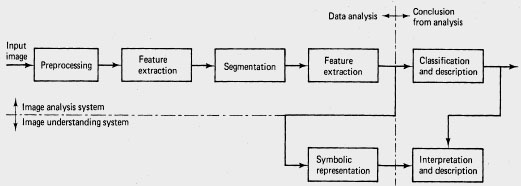 Data analysis
Conclusion
from analysis
Input
image
Preprocessing
Feature
extraction
Segmentation
Feature
extraction
Classification
and description
Image analysis system
Image understanding system
Symbolic
representation
Interpretation
and description